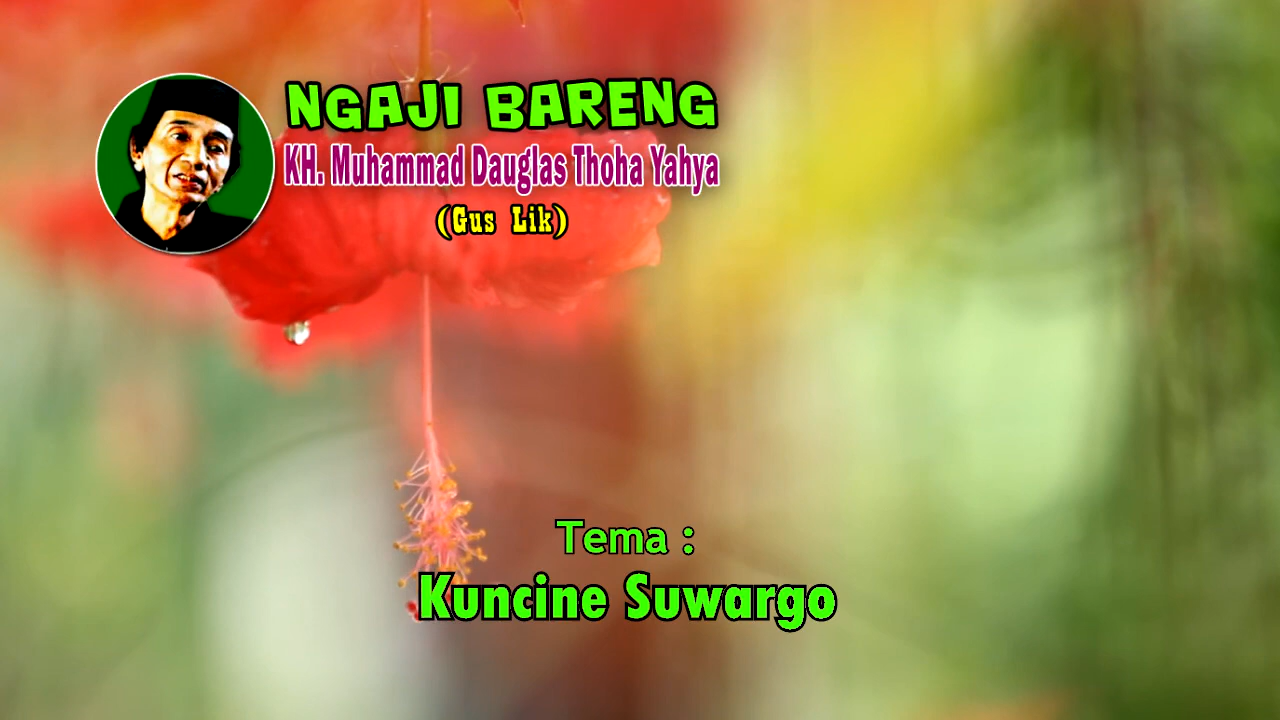 NGAJI BARENG
KH. Muhammad Dauglas Thoha Yahya
(Gus Lik)
Tema :
Kuncine Suwargo